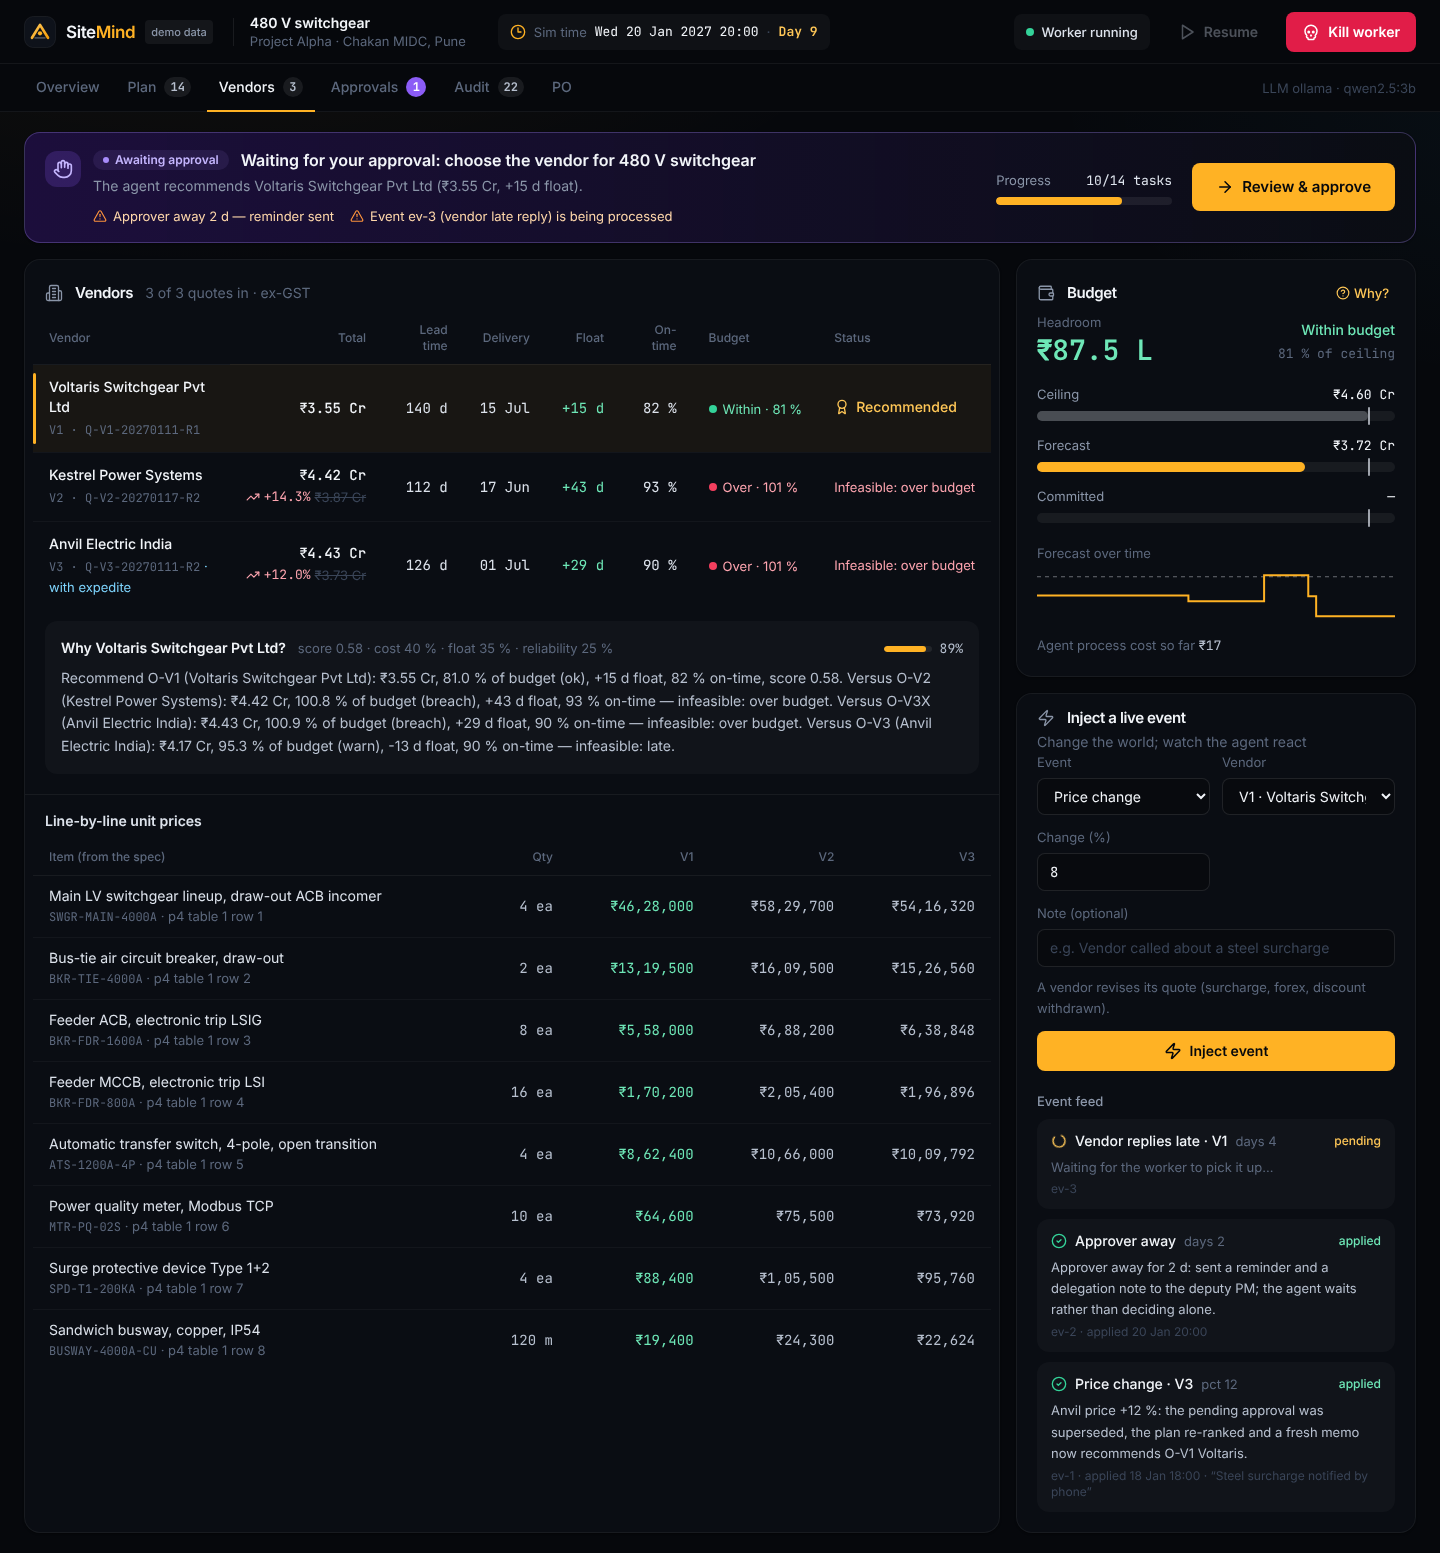 SiteMind demo data
480 V switchgear
Project Alpha · Chakan MIDC, Pune
Sim time Wed 20 Jan 2027 20:00 · Day 9
Worker running
Resume
Kill worker
Overview
Plan 14
Vendors 3
Approvals 1
Audit 22
PO
LLM ollama · qwen2.5:3b
Awaiting approval Waiting for your approval: choose the vendor for 480 V switchgear
The agent recommends Voltaris Switchgear Pvt Ltd (₹3.55 Cr, +15 d float).
Approver away 2 d — reminder sent Event ev-3 (vendor late reply) is being processed
Progress 10/14 tasks
Review & approve
Vendors 3 of 3 quotes in · ex-GST
Vendor Total Lead time Delivery Float On-time Budget Status
Voltaris Switchgear Pvt
Ltd
V1 · Q-V1-20270111-R1
₹3.55 Cr 140 d 15 Jul +15 d 82 % Within · 81 % Recommended
Kestrel Power Systems
V2 · Q-V2-20270117-R2
₹4.42 Cr
+14.3% ₹3.87 Cr
112 d 17 Jun +43 d 93 % Over · 101 % Infeasible: over budget
Anvil Electric India
V3 · Q-V3-20270111-R2 ·
with expedite
₹4.43 Cr
+12.0% ₹3.73 Cr
126 d 01 Jul +29 d 90 % Over · 101 % Infeasible: over budget
Why Voltaris Switchgear Pvt Ltd? score 0.58 · cost 40 % · float 35 % · reliability 25 % 89%
Recommend O-V1 (Voltaris Switchgear Pvt Ltd): ₹3.55 Cr, 81.0 % of budget (ok), +15 d float, 82 % on-time, score 0.58. Versus O-V2
(Kestrel Power Systems): ₹4.42 Cr, 100.8 % of budget (breach), +43 d float, 93 % on-time — infeasible: over budget. Versus O-V3X
(Anvil Electric India): ₹4.43 Cr, 100.9 % of budget (breach), +29 d float, 90 % on-time — infeasible: over budget. Versus O-V3 (Anvil
Electric India): ₹4.17 Cr, 95.3 % of budget (warn), -13 d float, 90 % on-time — infeasible: late.
Line-by-line unit prices
Item (from the spec) Qty V1 V2 V3
Main LV switchgear lineup, draw-out ACB incomer
SWGR-MAIN-4000A · p4 table 1 row 1
4 ea ₹46,28,000 ₹58,29,700 ₹54,16,320
Bus-tie air circuit breaker, draw-out
BKR-TIE-4000A · p4 table 1 row 2
2 ea ₹13,19,500 ₹16,09,500 ₹15,26,560
Feeder ACB, electronic trip LSIG
BKR-FDR-1600A · p4 table 1 row 3
8 ea ₹5,58,000 ₹6,88,200 ₹6,38,848
Feeder MCCB, electronic trip LSI
BKR-FDR-800A · p4 table 1 row 4
16 ea ₹1,70,200 ₹2,05,400 ₹1,96,896
Automatic transfer switch, 4-pole, open transition
ATS-1200A-4P · p4 table 1 row 5
4 ea ₹8,62,400 ₹10,66,000 ₹10,09,792
Power quality meter, Modbus TCP
MTR-PQ-02S · p4 table 1 row 6
10 ea ₹64,600 ₹75,500 ₹73,920
Surge protective device Type 1+2
SPD-T1-200KA · p4 table 1 row 7
4 ea ₹88,400 ₹1,05,500 ₹95,760
Sandwich busway, copper, IP54
BUSWAY-4000A-CU · p4 table 1 row 8
120 m ₹19,400 ₹24,300 ₹22,624
Budget Why?
Headroom
₹87.5 L
Within budget
81 % of ceiling
Ceiling ₹4.60 Cr
Forecast ₹3.72 Cr
Committed —
Forecast over time
Agent process cost so far ₹17
Inject a live event
Change the world; watch the agent react
Event Vendor
Price change V1 · Voltaris Switch
Change (%)
8
Note (optional)
e.g. Vendor called about a steel surcharge
A vendor revises its quote (surcharge, forex, discount
withdrawn).
Inject event
Event feed
Vendor replies late · V1 days 4 pending
Waiting for the worker to pick it up...
ev-3
Approver away days 2 applied
Approver away for 2 d: sent a reminder and a
delegation note to the deputy PM; the agent waits
rather than deciding alone.
ev-2 · applied 20 Jan 20:00
Price change · V3 pct 12 applied
Anvil price +12 %: the pending approval was
superseded, the plan re-ranked and a fresh memo
now recommends O-V1 Voltaris.
ev-1 · applied 18 Jan 18:00 · "Steel surcharge notified by
phone"